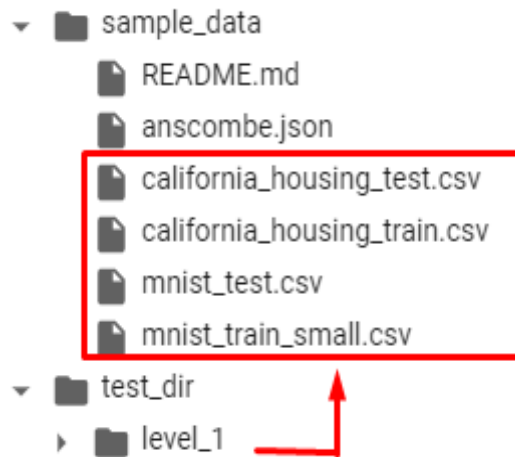 sample_data
README.md
anscombe.json
california_housing_test.csv
california_housing_train.csv
mnist_test.csv
mnist_train_small.csv
test_dir
level_1